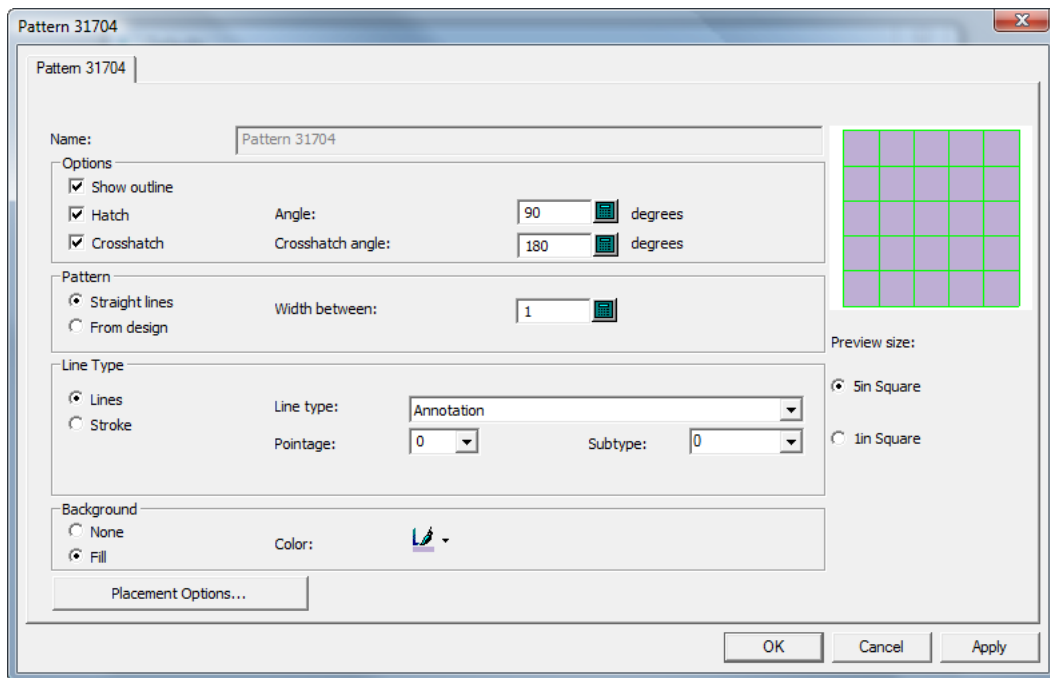 Pattern 31704
Pattern 31704
Name:
Pattern 31704
Options
Show outline
Hatch
Angle:
90
degrees
Crosshatch
Crosshatch angle:
180
degrees
Pattern
Straight lines
Width between:
1
From design
Preview size:
Line Type
5in Square
Lines
Line type:
Annotation
Stroke
Pointage:
0
Subtype:
0
1in Square
Background
None
Color:
Fill
Placement Options...
OK
Cancel
Apply